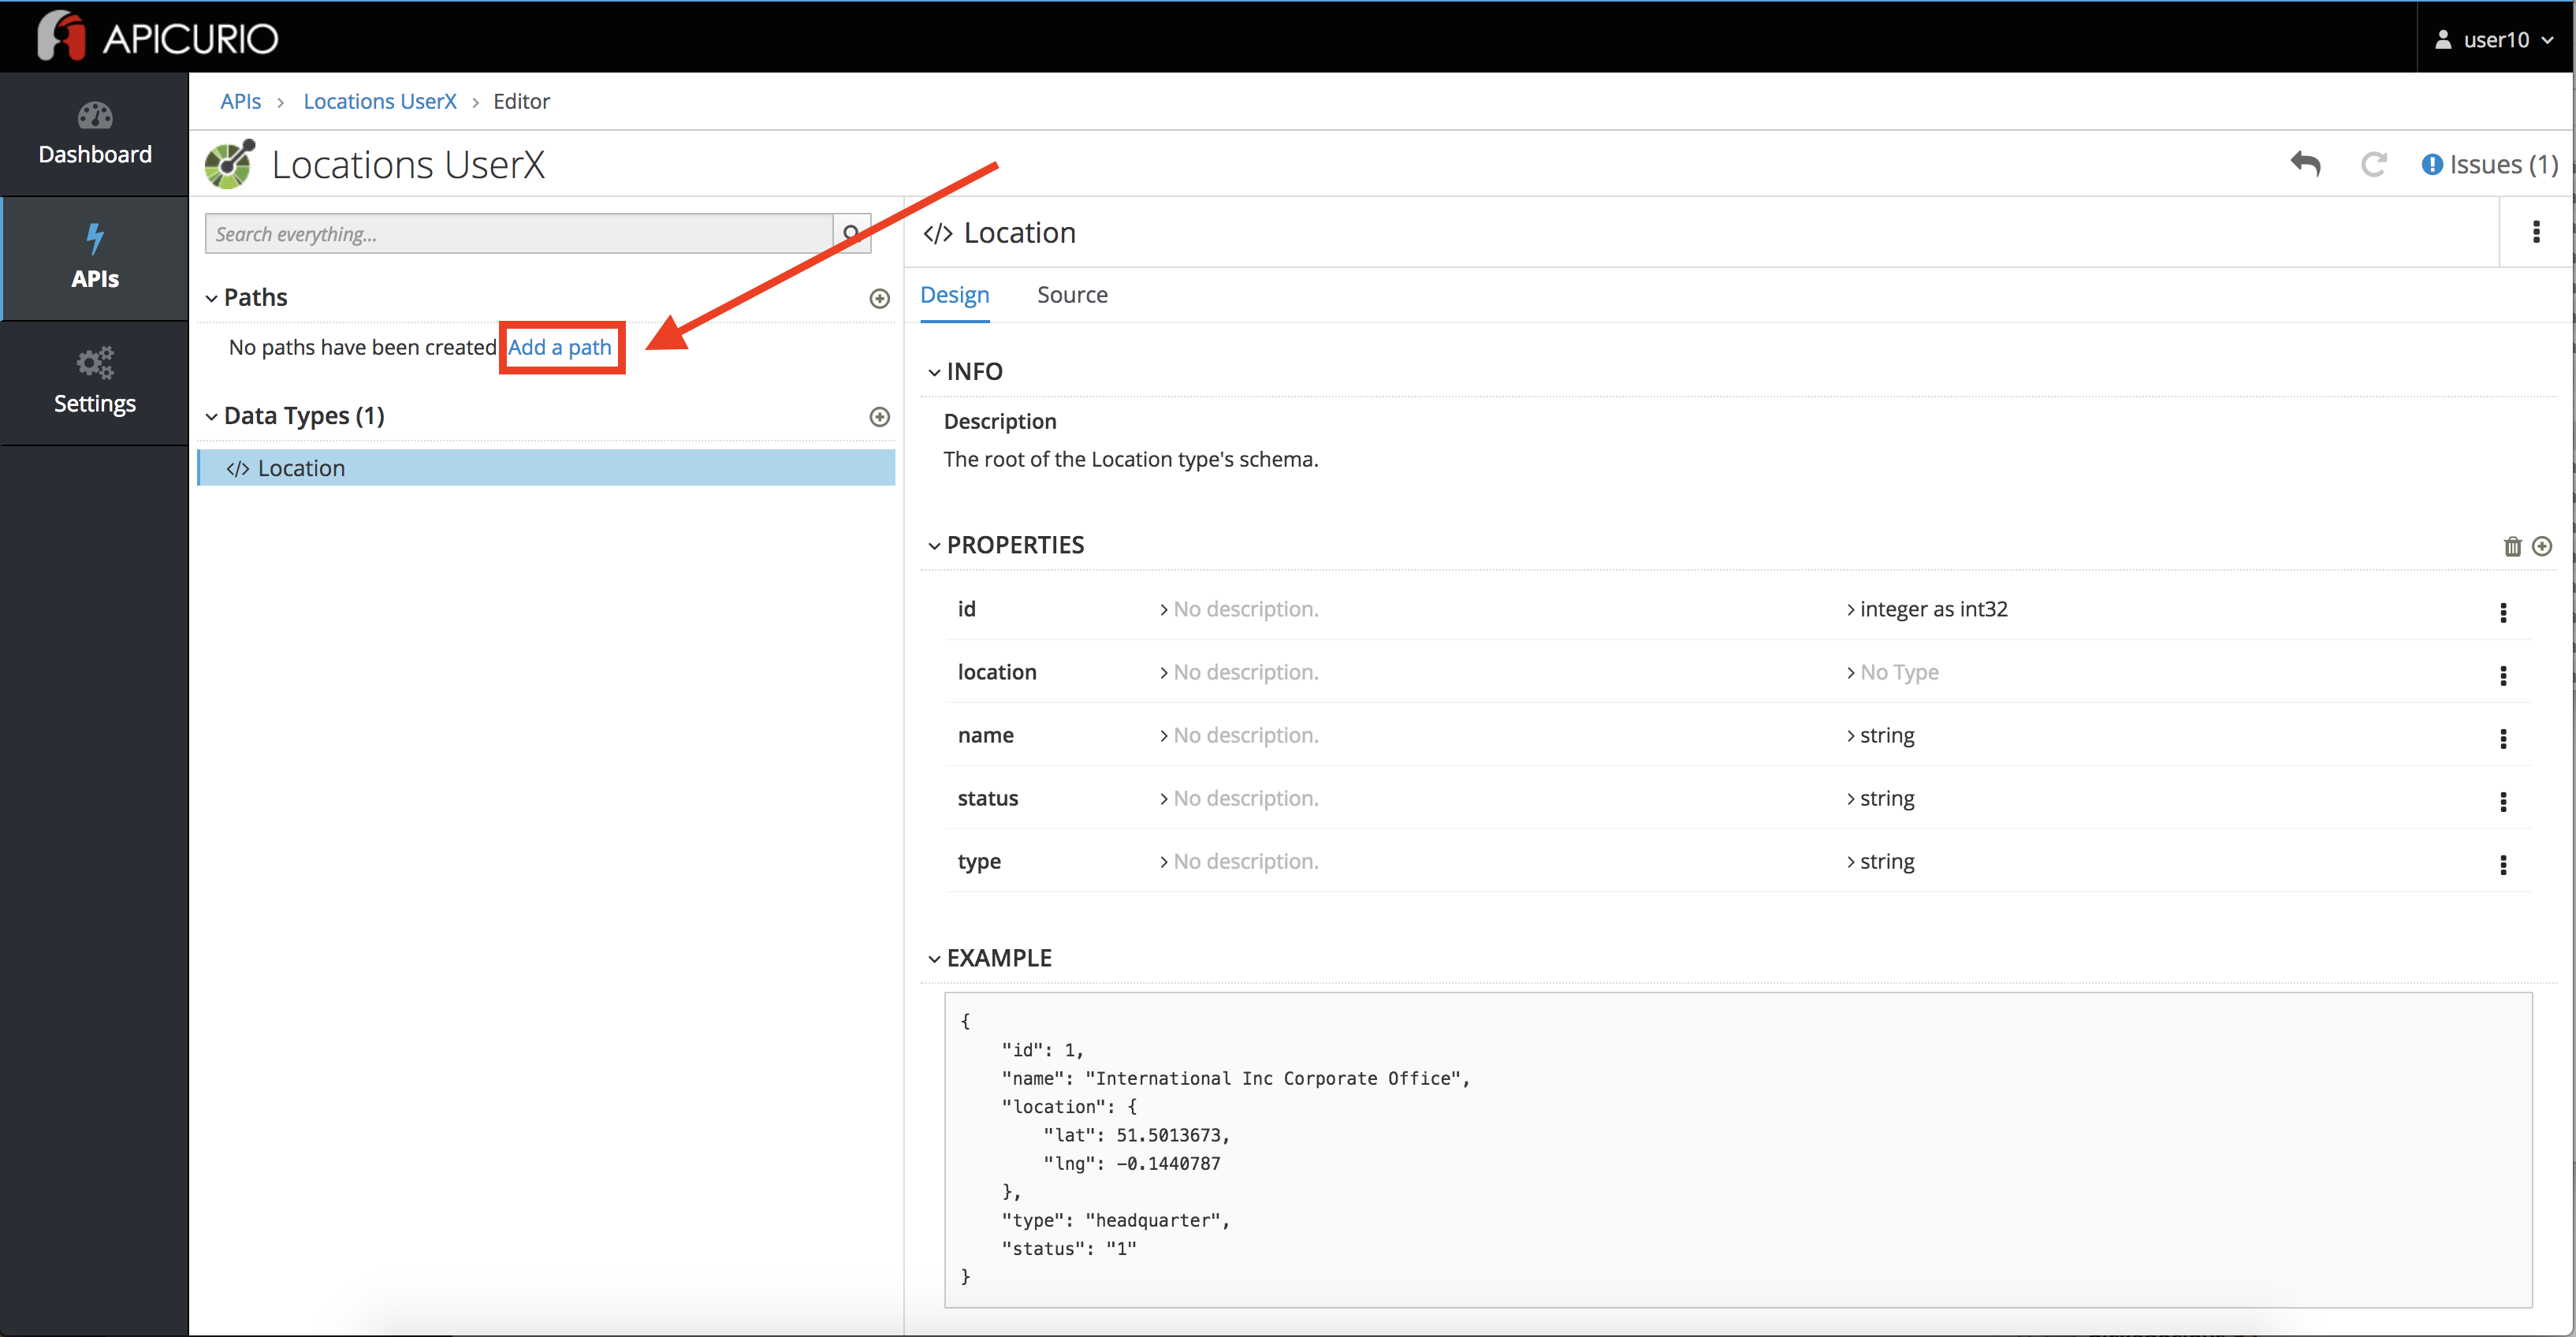 APICURIO
user10
Dashboard
APIs
Settings
APIs > Locations UserX > Editor
Locations UserX
Issues (1)
Search everything...
Paths
No paths have been created Add a path
Data Types (1)
</> Location
</> Location
Design Source
INFO
Description
The root of the Location type's schema.
PROPERTIES
id > No description. > integer as int32
location > No description. > No Type
name > No description. > string
status > No description. > string
type > No description. > string
EXAMPLE
{
"id": 1,
"name": "International Inc Corporate Office",
"location": {
"lat": 51.5013673,
"lng": -0.1440787
},
"type": "headquarter",
"status": "1"
}